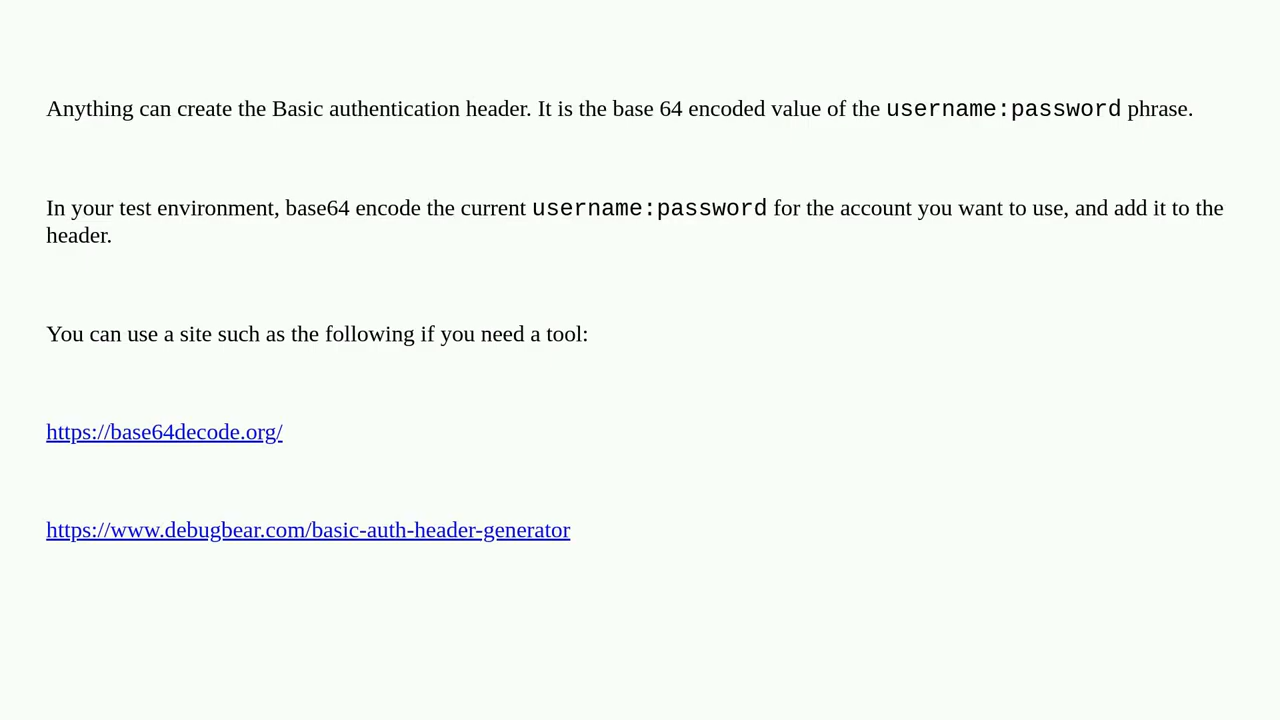 Anything can create the Basic authentication header. It is the base 64 encoded value of the username:password phrase.
In your test environment, base64 encode the current username:password for the account you want to use, and add it to the
header.
You can use a site such as the following if you need a tool:
https://base64decode.org/
https://www.debugbear.com/basic-auth-header-generator